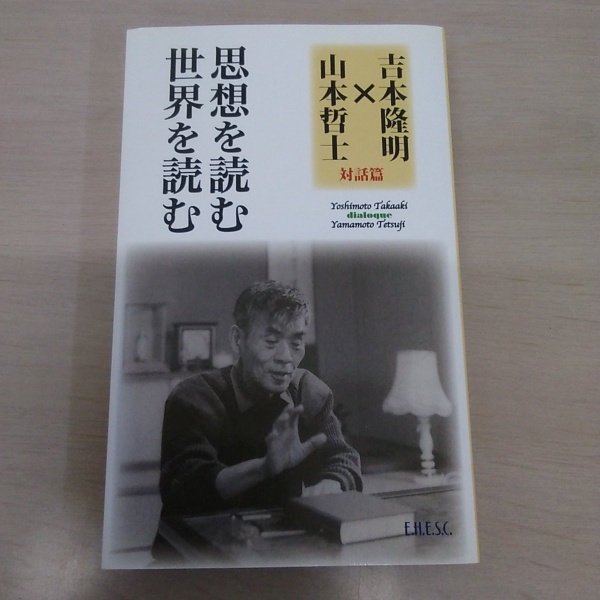 吉本隆明
×
山本哲士
対話篇
Yoshimoto Takaaki
dialogue
Yamamoto Tetsuji
思想を読む
世界を読む
E.H.E.S.C.